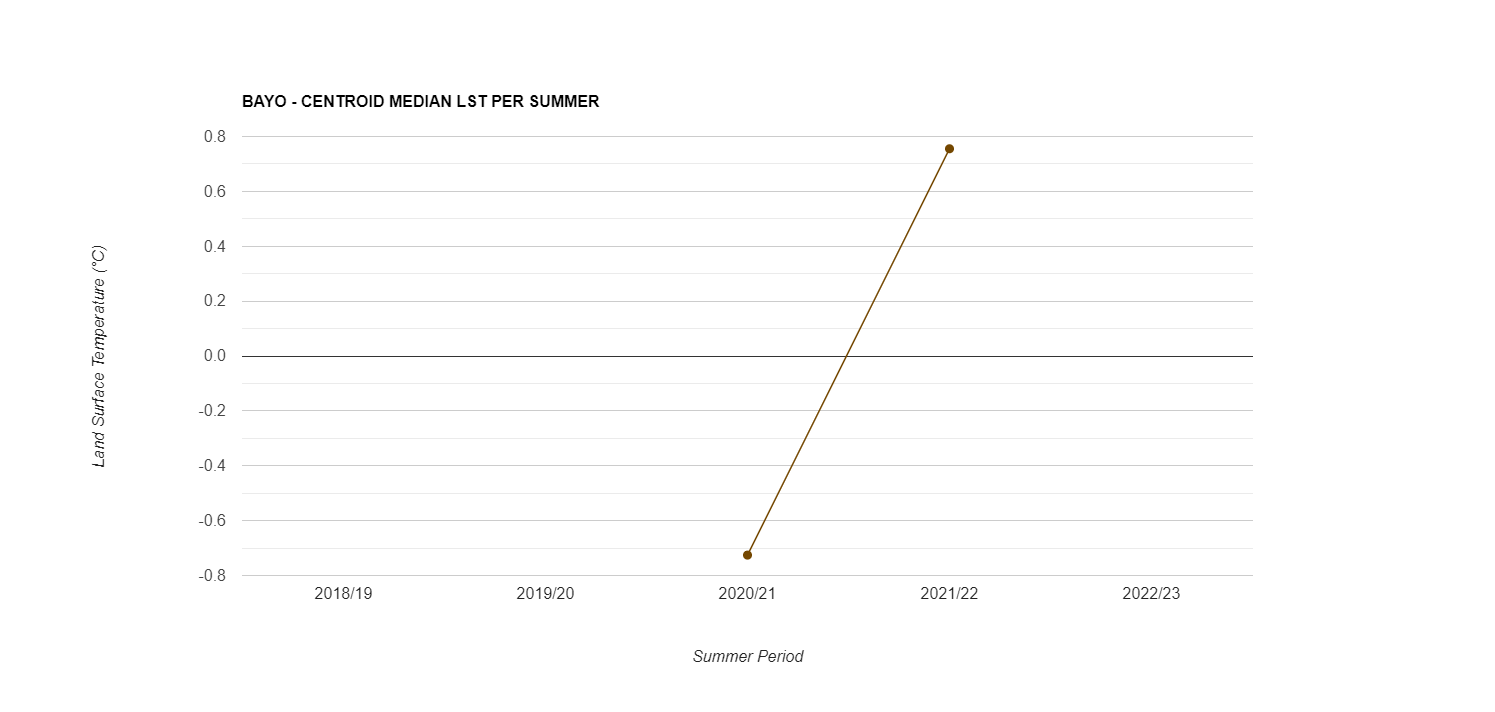 BAYO - CENTROID MEDIAN LST PER SUMMER
0.8
0.6
0.4
0.2
0.0
-0.2
-0.4
-0.6
-0.8
Land Surface Temperature (°C)
2018/19 2019/20 2020/21 2021/22 2022/23
Summer Period